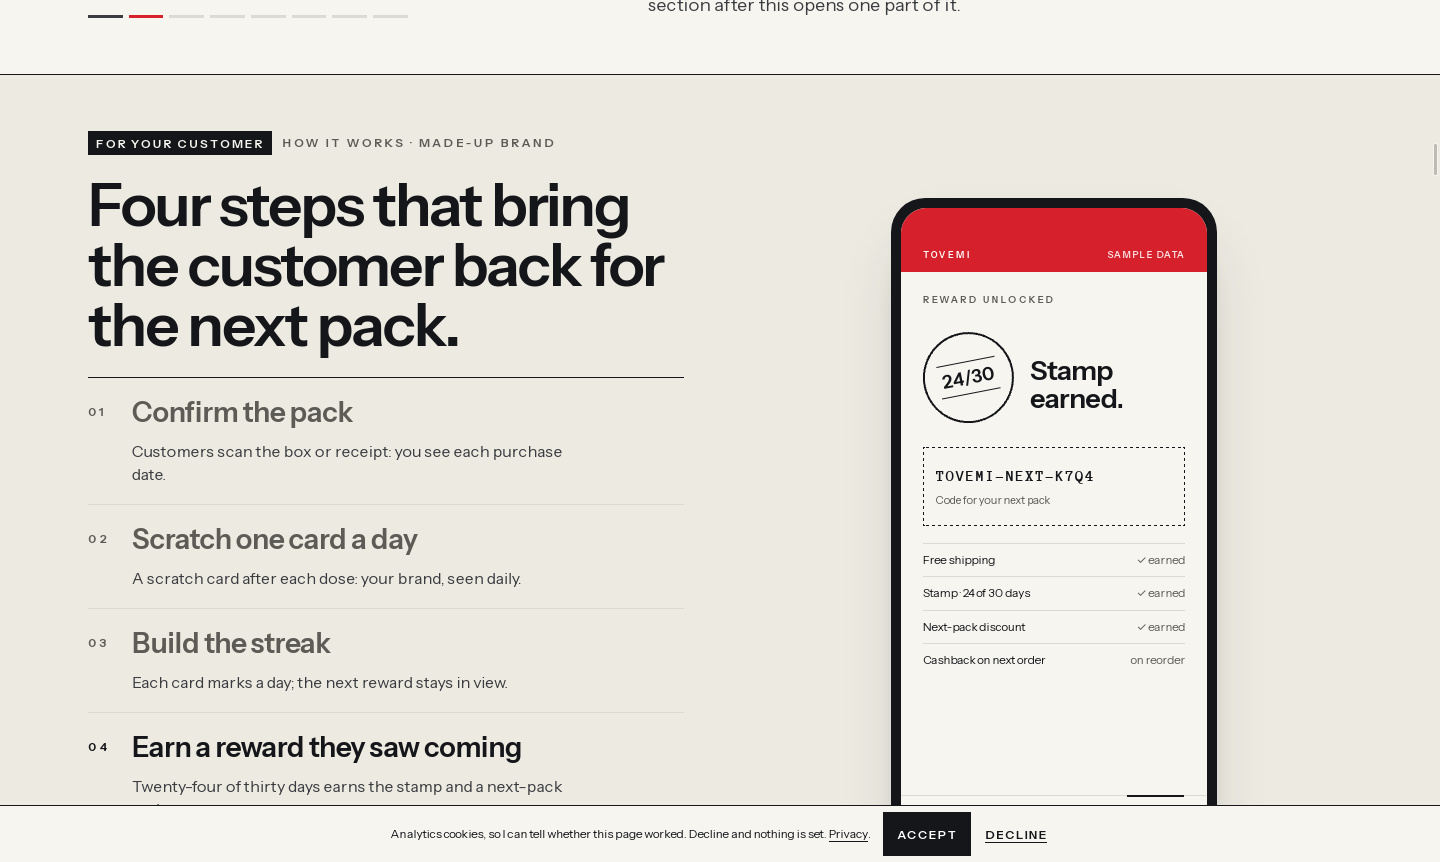 section after this opens one part of it.
FOR YOUR CUSTOMER HOW IT WORKS · MADE-UP BRAND
Four steps that bring
the customer back for
the next pack.
01 Confirm the pack
Customers scan the box or receipt: you see each purchase
date.
02 Scratch one card a day
A scratch card after each dose: your brand, seen daily.
03 Build the streak
Each card marks a day; the next reward stays in view.
04 Earn a reward they saw coming
Twenty-four of thirty days earns the stamp and a next-pack
TOVEMI SAMPLE DATA
REWARD UNLOCKED
24/30
Stamp
earned.
TOVEMI–NEXT–K7Q4
Code for your next pack
Free shipping ✓ earned
Stamp · 24 of 30 days ✓ earned
Next-pack discount ✓ earned
Cashback on next order on reorder
Analytics cookies, so I can tell whether this page worked. Decline and nothing is set. Privacy. ACCEPT DECLINE